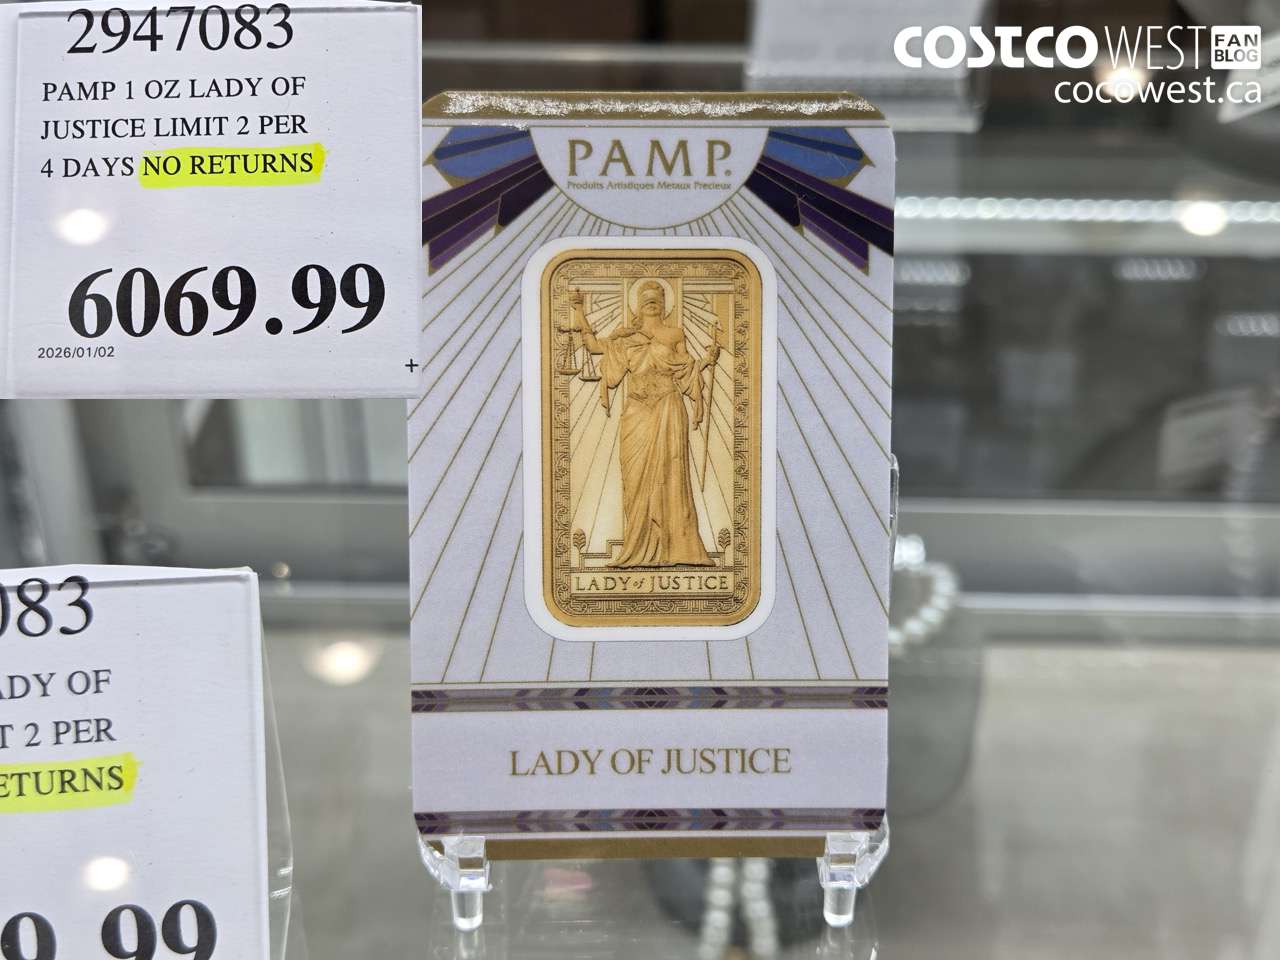 2947083
PAMP 1 OZ LADY OF
JUSTICE LIMIT 2 PER
4 DAYS NO RETURNS
6069.99
2026/01/02
+
COSTCO WEST FAN BLOG
cocowest.ca
PAMP.
Produits Artistiques Metaux Precieux
LADY of JUSTICE
LADY OF JUSTICE
083
ADY OF
T 2 PER
ETURNS
9.99